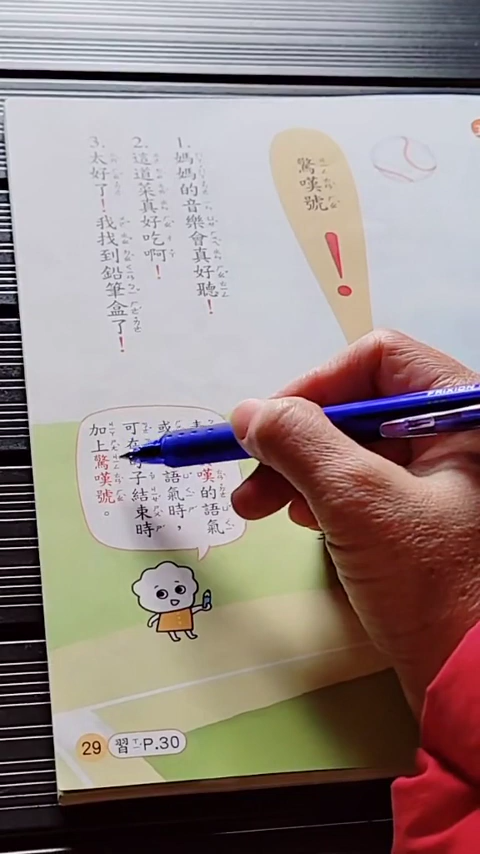 驚嘆號
！
1. 媽媽的音樂會真好聽！
2. 這道菜真好吃啊！
3. 太好了！我找到鉛筆盒了！
嘆的語氣
語氣時，
可在 子結束時
加上驚嘆號。
FRIXION
29 習P.30